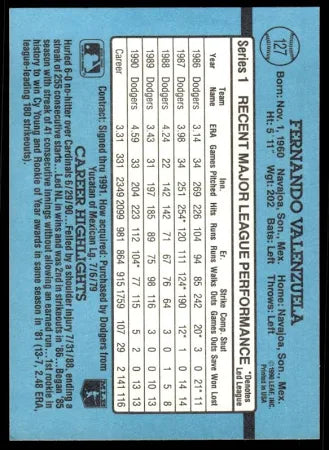 127
FERNANDO VALENZUELA
Born: Nov. 1, 1960 Navajoa, Son., Mex. Home: Navajoa, Son., Mex.
Ht: 5' 11" Wgt: 202 Bats: Left Throws: Left
© 1990 LEAF, INC.
Printed in USA
Series 1 RECENT MAJOR LEAGUE PERFORMANCE *Denotes Led League
Team Inn. Er. Strike Comp. Shut
Year Name ERA Games Pitched Hits Runs Runs Walks Outs Games Outs Save Won Lost
1986 Dodgers 3.14 34 269 226 104 94 85 242 20* 3 0 21* 11
1987 Dodgers 3.98 34 251 254* 120 111 124* 190 12* 1 0 14 14
1988 Dodgers 4.24 22 142 142 71 67 76 64 3 0 1 5 8
1989 Dodgers 3.43 31 197 185 89 75 98 116 3 0 0 10 13
1990 Dodgers 4.59 33 204 223 112 104* 77 115 5 2 0 13 13
Career 3.31 331 2349 2099 981 864 915 1759 107 29 2 141 116
Contract: Signed thru 1991 How acquired: Purchased by Dodgers from
Yucatan of Mexican Lg. 7/6/79
CAREER HIGHLIGHTS
Hurled 6-0 no-hitter over Cardinals 6/29/90...Felled by a shoulder injury 7/31/88, ending a
streak of 255 consecutive starts...Led NL in wins and was 2nd in strikeouts in '86...Began '85
season with streak of 41 consecutive innings without allowing an earned run...1st rookie in
history to win Cy Young and Rookie of Year awards in same season in '81 (13-7, 2.48 ERA,
league-leading 180 strikeouts).